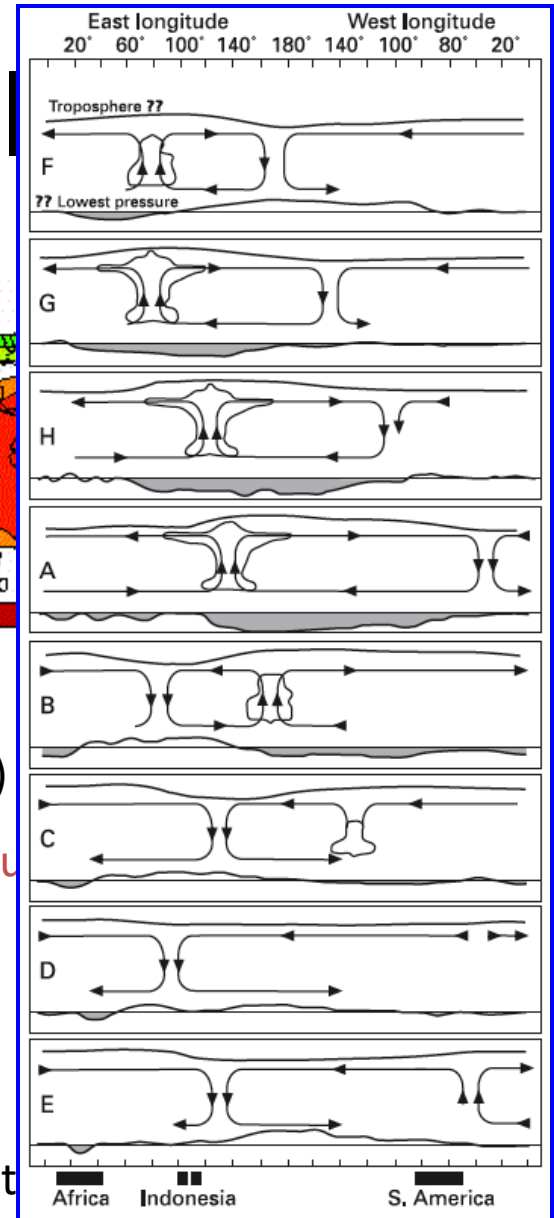 East longitude West longitude
20° 60° 100° 140° 180° 140° 100° 80° 20°
Troposphere ??
F
?? Lowest pressure
G
H
A
B
)
C
u
D
E
t
Africa Indonesia S. America